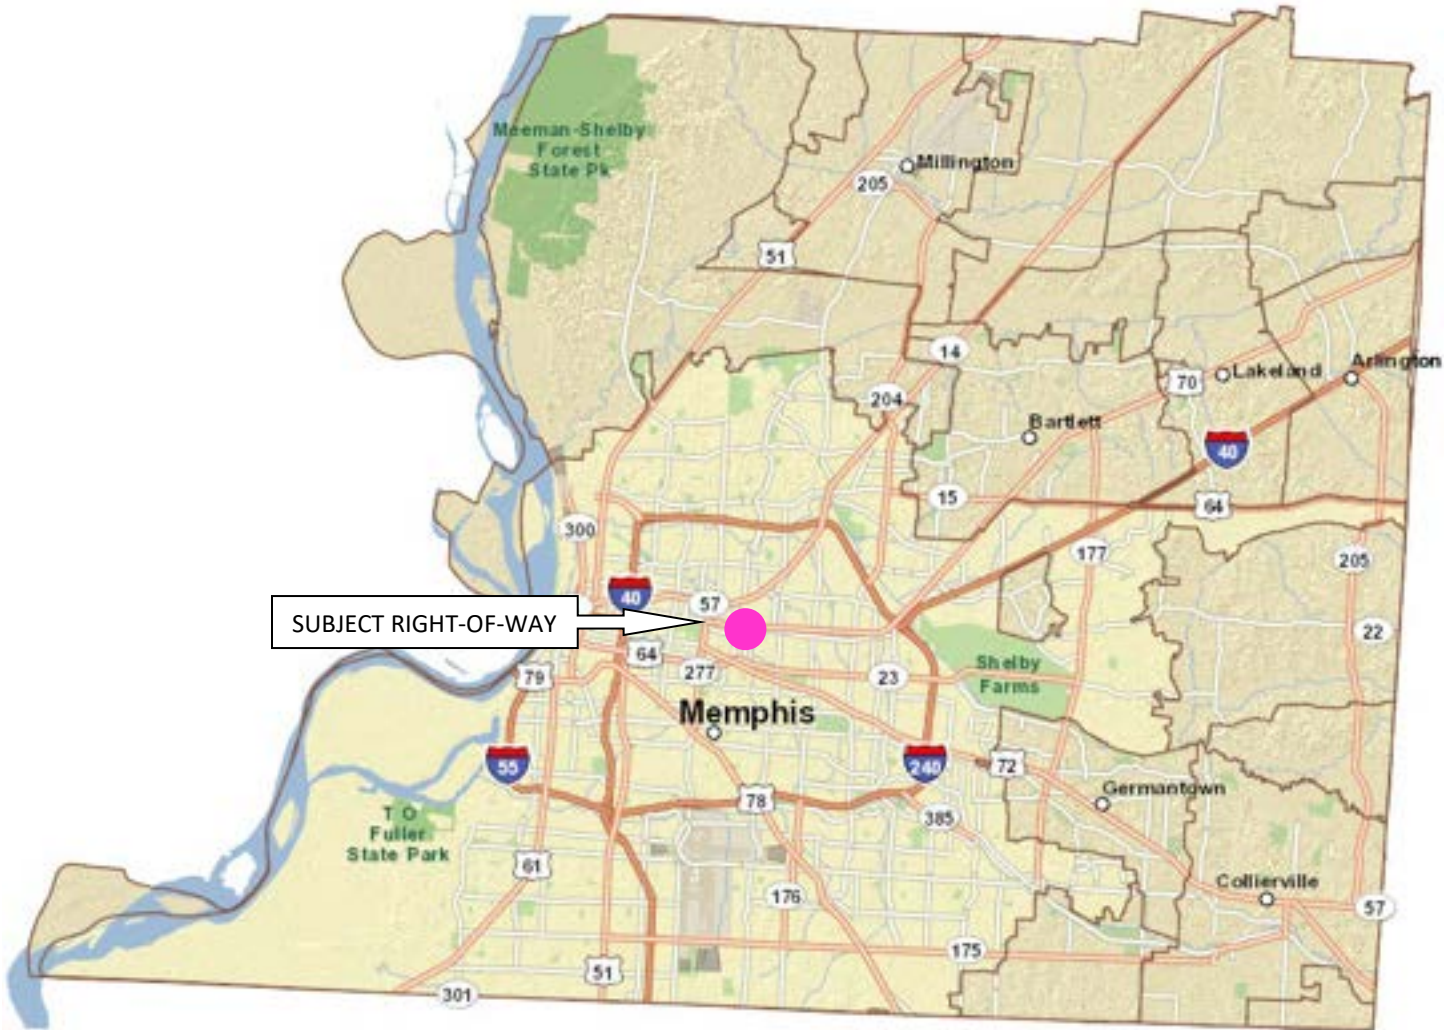 Meeman-Shelby
Forest
State Pk
Millington
205
51
14
Lakeland
Arlington
70
204
Bartlett
40
15
64
300
177
205
40
57
SUBJECT RIGHT-OF-WAY
22
64
Shelby
Farms
79
277
23
Memphis
55
240
72
Germantown
78
T O
Fuller
State Park
385
61
Collierville
176
57
175
51
301